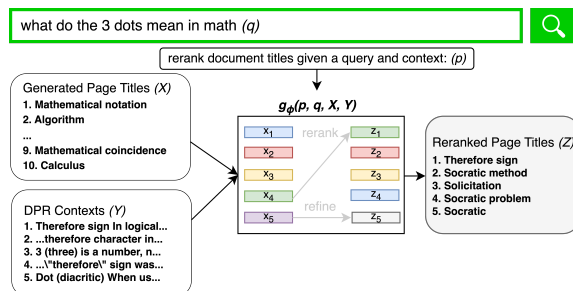 what do the 3 dots mean in math (q)
rerank document titles given a query and context: (p)
Generated Page Titles (X)
1. Mathematical notation
2. Algorithm
...
9. Mathematical coincidence
10. Calculus
DPR Contexts (Y)
1. Therefore sign In logical...
2. ...therefore character in...
3. 3 (three) is a number, n...
4. ...\"therefore\" sign was...
5. Dot (diacritic) When us...
gϕ(p, q, X, Y)
x1 rerank z1
x2 z2
x3 z3
x4 z4
x5 refine z5
Reranked Page Titles (Z)
1. Therefore sign
2. Socratic method
3. Solicitation
4. Socratic problem
5. Socratic